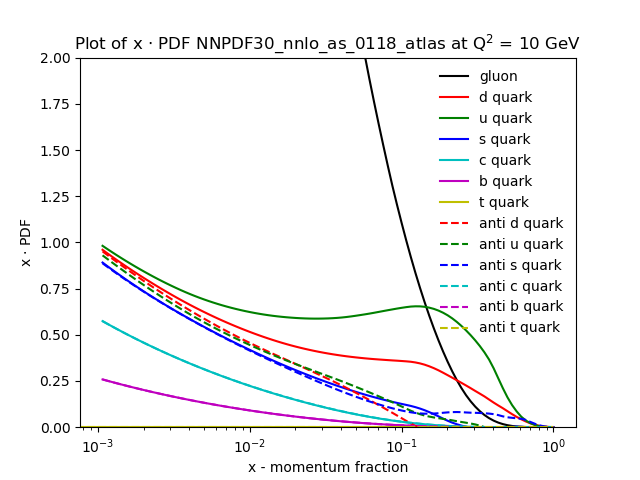 Plot of x · PDF NNPDF30_nnlo_as_0118_atlas at Q² = 10 GeV
2.00
1.75
1.50
1.25
1.00
0.75
0.50
0.25
0.00
x · PDF
gluon
d quark
u quark
s quark
c quark
b quark
t quark
anti d quark
anti u quark
anti s quark
anti c quark
anti b quark
anti t quark
10⁻³ 10⁻² 10⁻¹ 10⁰
x - momentum fraction